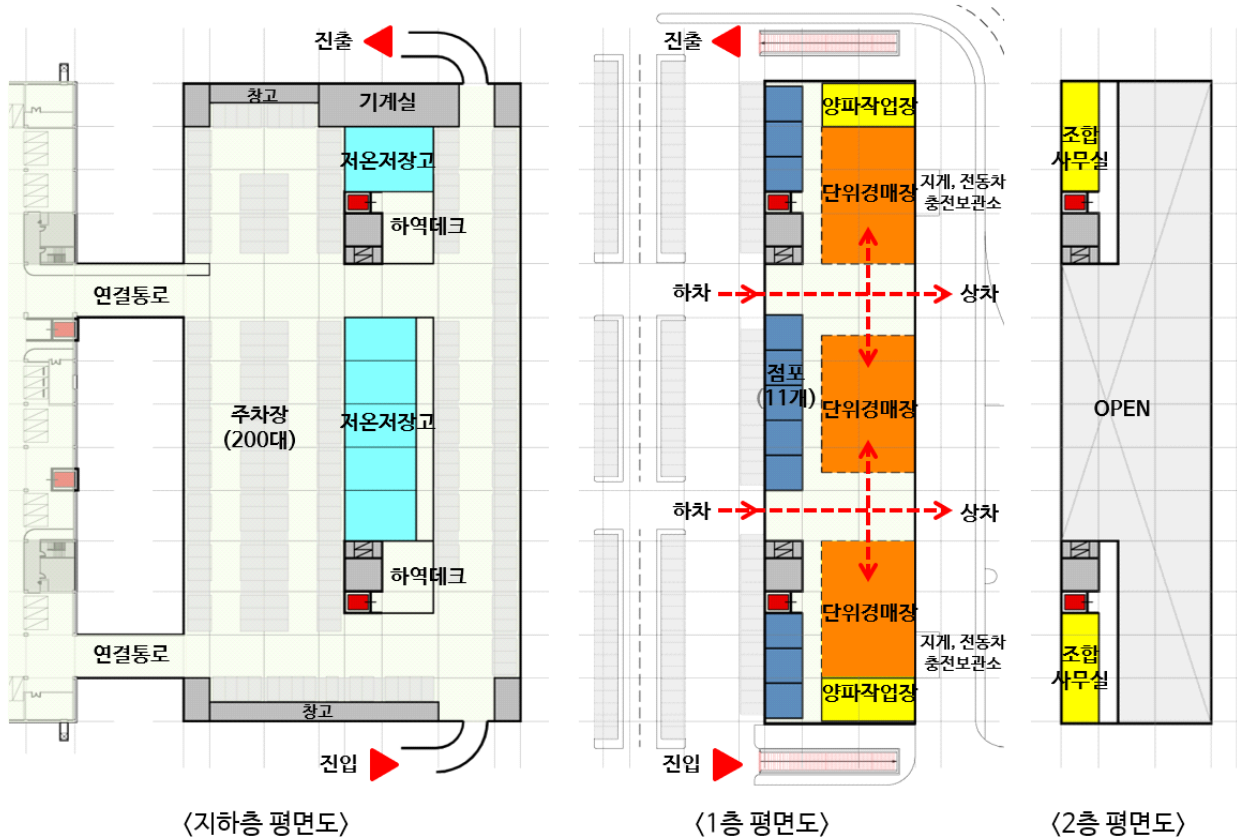 진출
창고
기계실
저온저장고
하역데크
연결통로
주차장
(200대)
저온저장고
하역데크
연결통로
창고
진입
〈지하층 평면도〉
진출
양파작업장
단위경매장
지게, 전동차
충전보관소
하차
상차
점포
(11개)
단위경매장
하차
상차
단위경매장
지게, 전동차
충전보관소
양파작업장
진입
〈1층 평면도〉
조합
사무실
OPEN
조합
사무실
〈2층 평면도〉